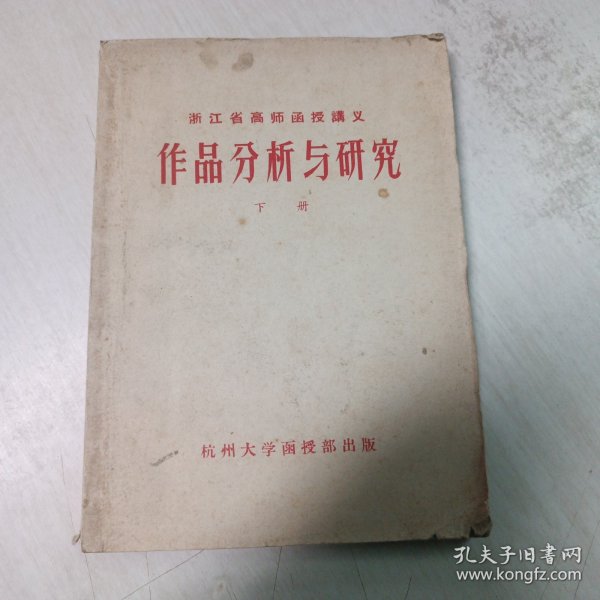 浙江省高师函授講义
作品分析与研究
下册
杭州大学函授部出版
孔夫子旧书网
www.kongfz.com